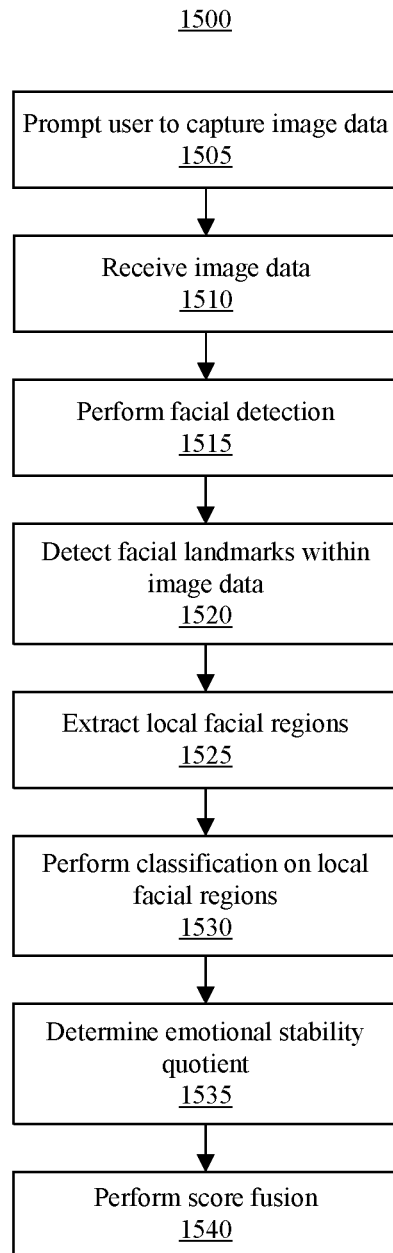 1500
Prompt user to capture image data
1505
Receive image data
1510
Perform facial detection
1515
Detect facial landmarks within
image data
1520
Extract local facial regions
1525
Perform classification on local
facial regions
1530
Determine emotional stability
quotient
1535
Perform score fusion
1540